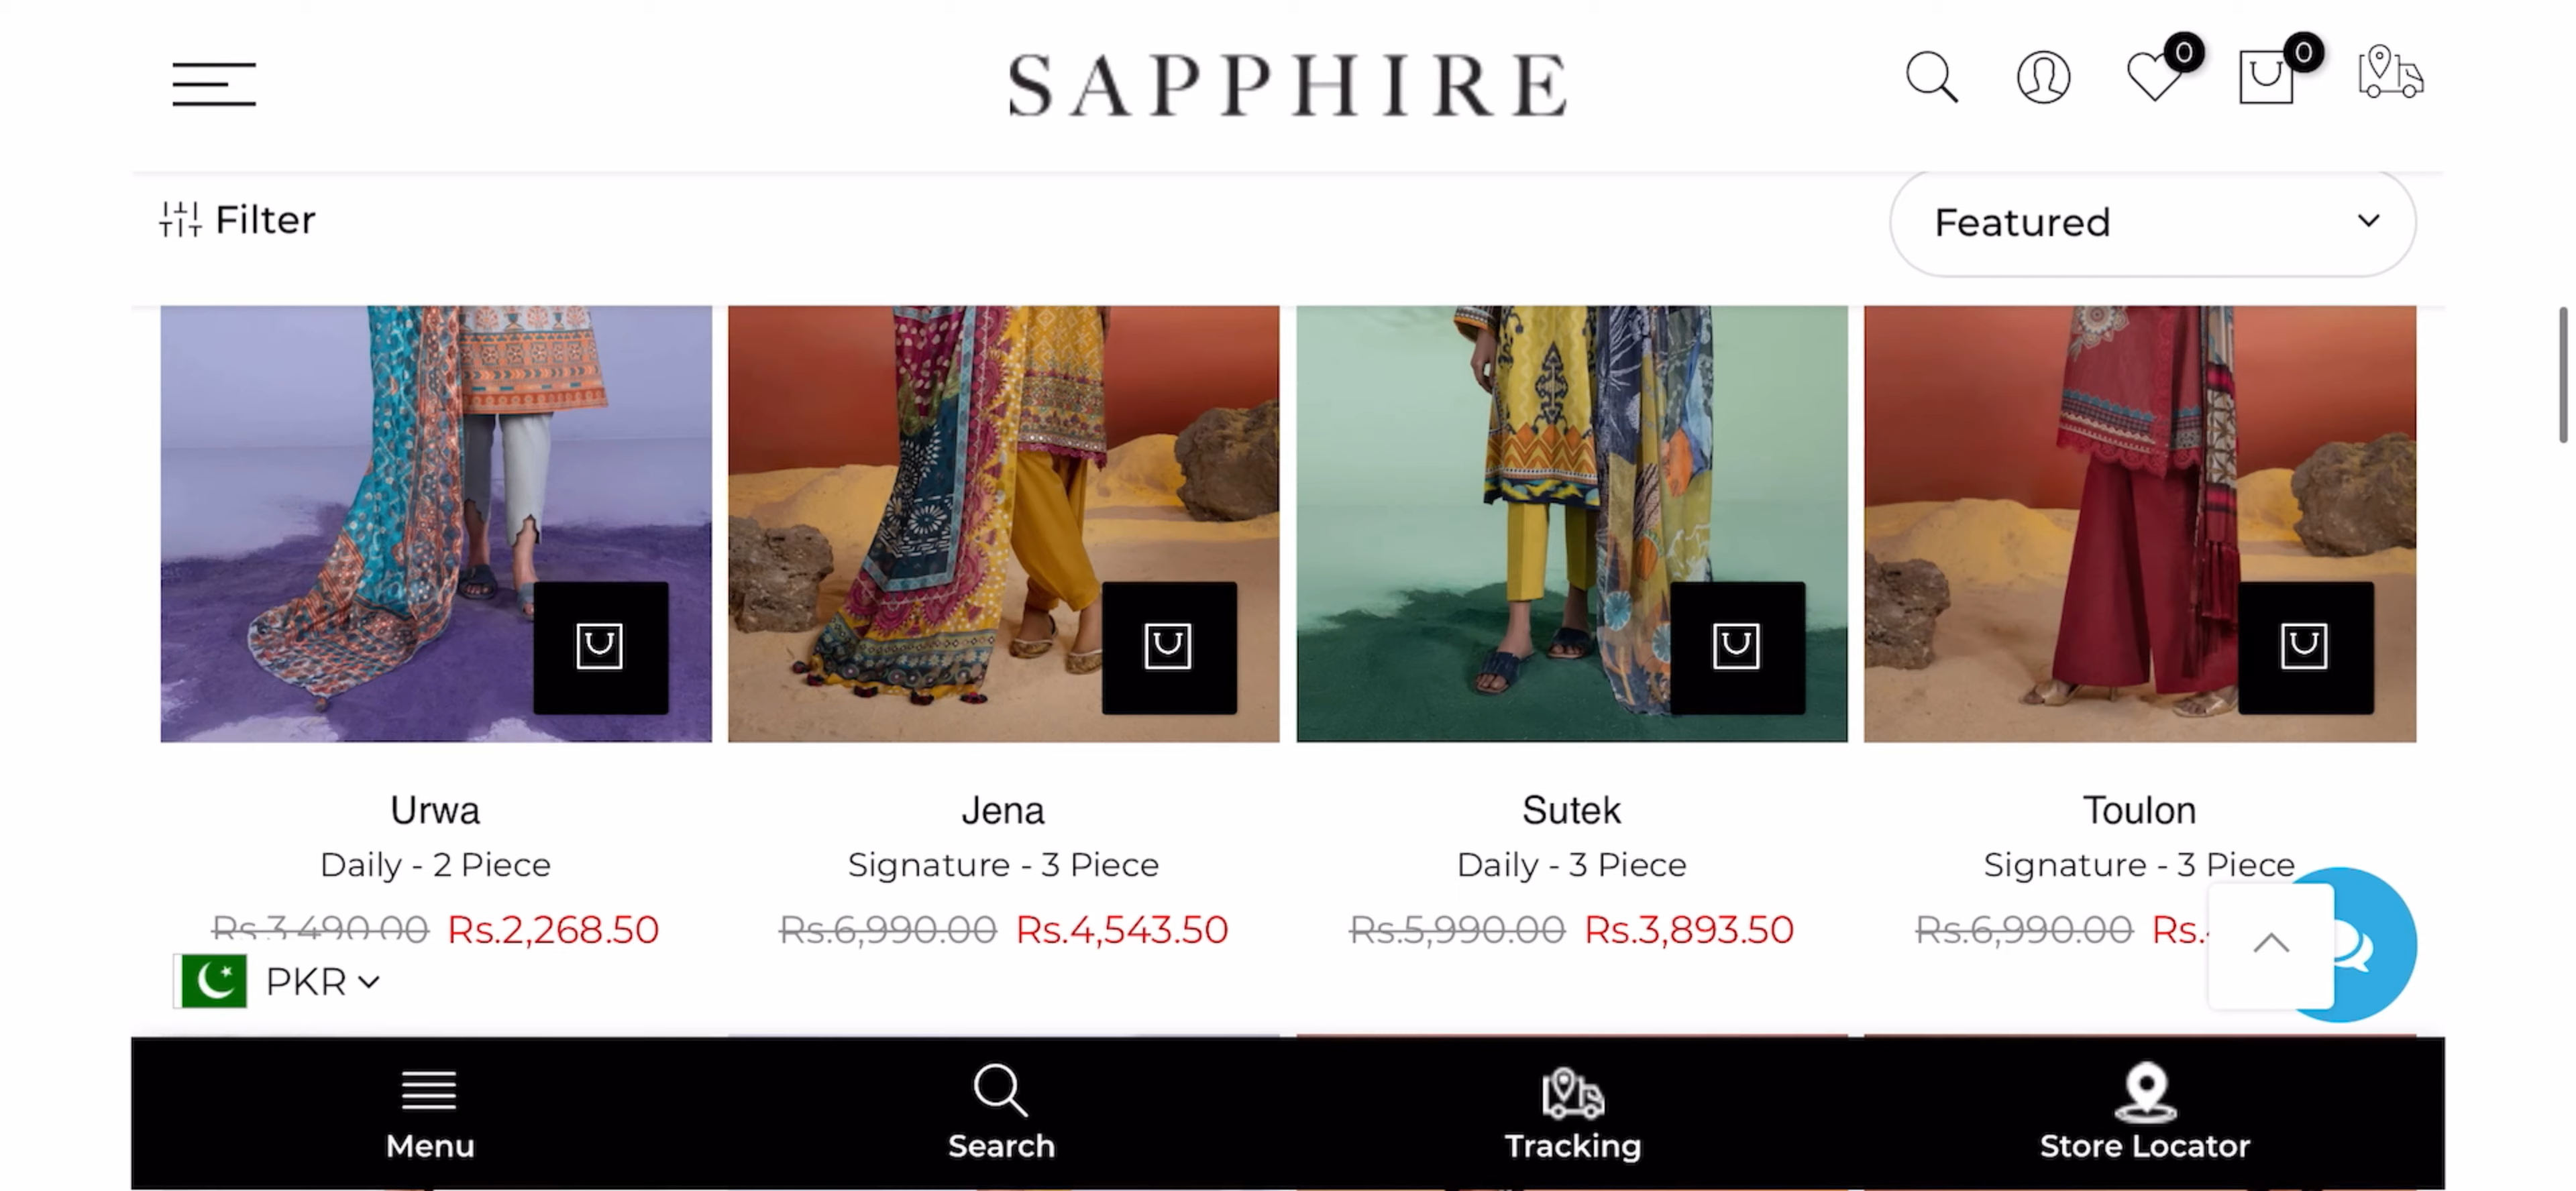 SAPPHIRE
0
0
Filter
Featured
Urwa
Jena
Sutek
Toulon
Daily - 2 Piece
Signature - 3 Piece
Daily - 3 Piece
Signature - 3 Piece
Rs.3,490.00 Rs.2,268.50
Rs.6,990.00 Rs.4,543.50
Rs.5,990.00 Rs.3,893.50
Rs.6,990.00 Rs.
PKR
Menu
Search
Tracking
Store Locator